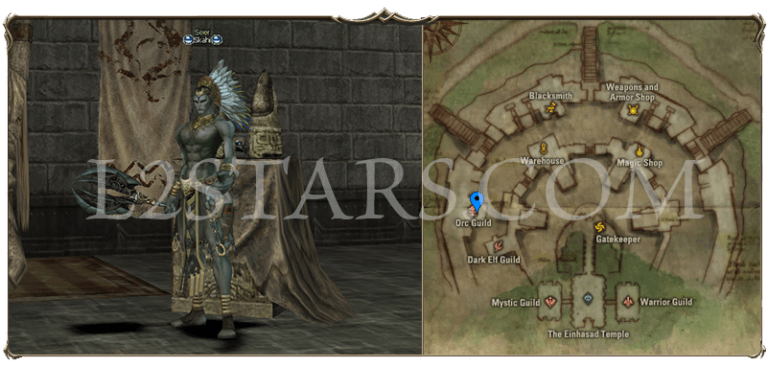 Seer
Skahi
L2STARS.COM
Blacksmith
Weapons and
Armor Shop
Warehouse
Magic Shop
Orc Guild
Gatekeeper
Dark Elf Guild
Mystic Guild
Warrior Guild
The Einhasad Temple